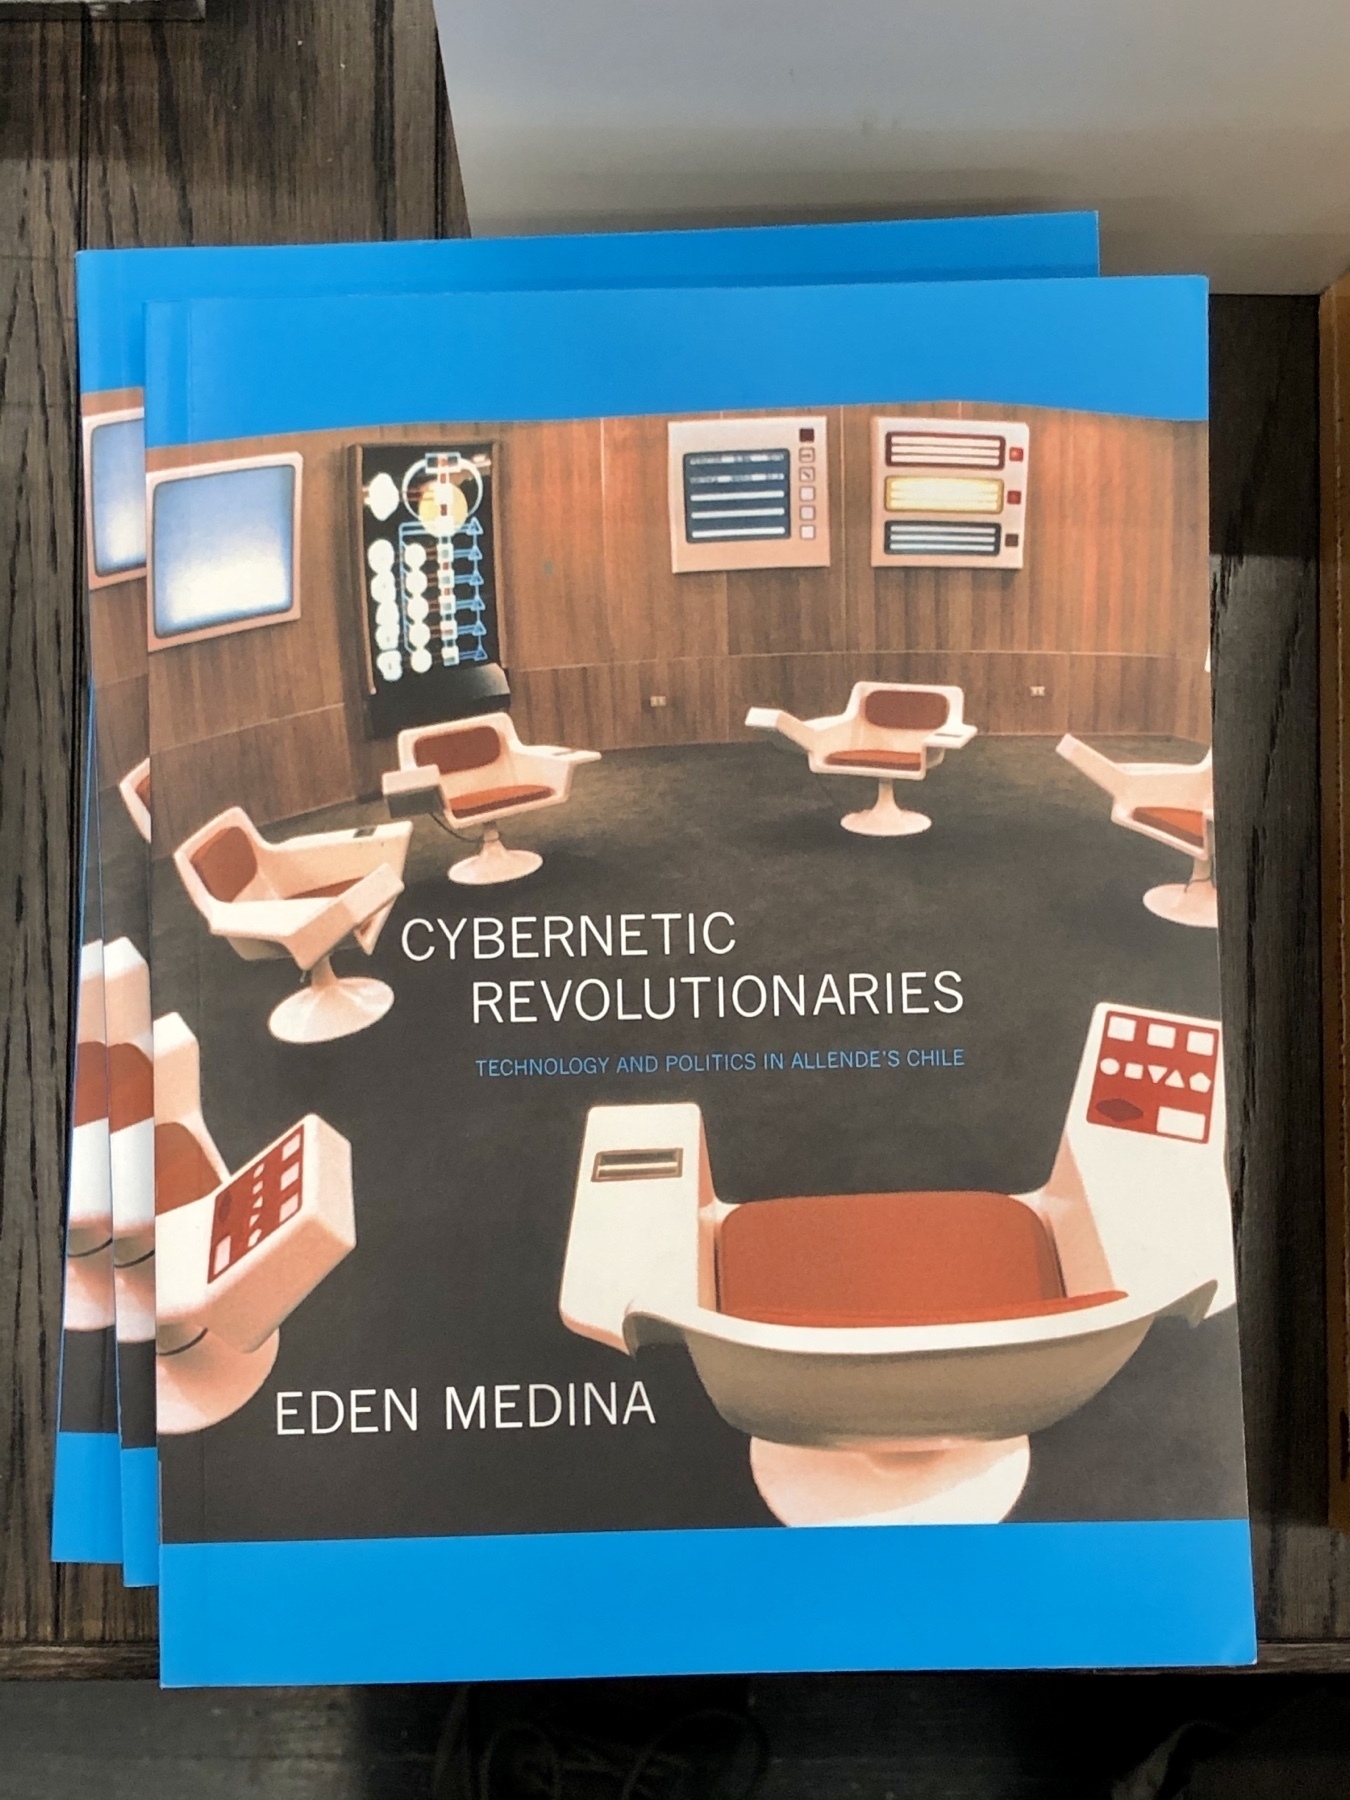 CYBERNETIC
REVOLUTIONARIES
TECHNOLOGY AND POLITICS IN ALLENDE'S CHILE
EDEN MEDINA